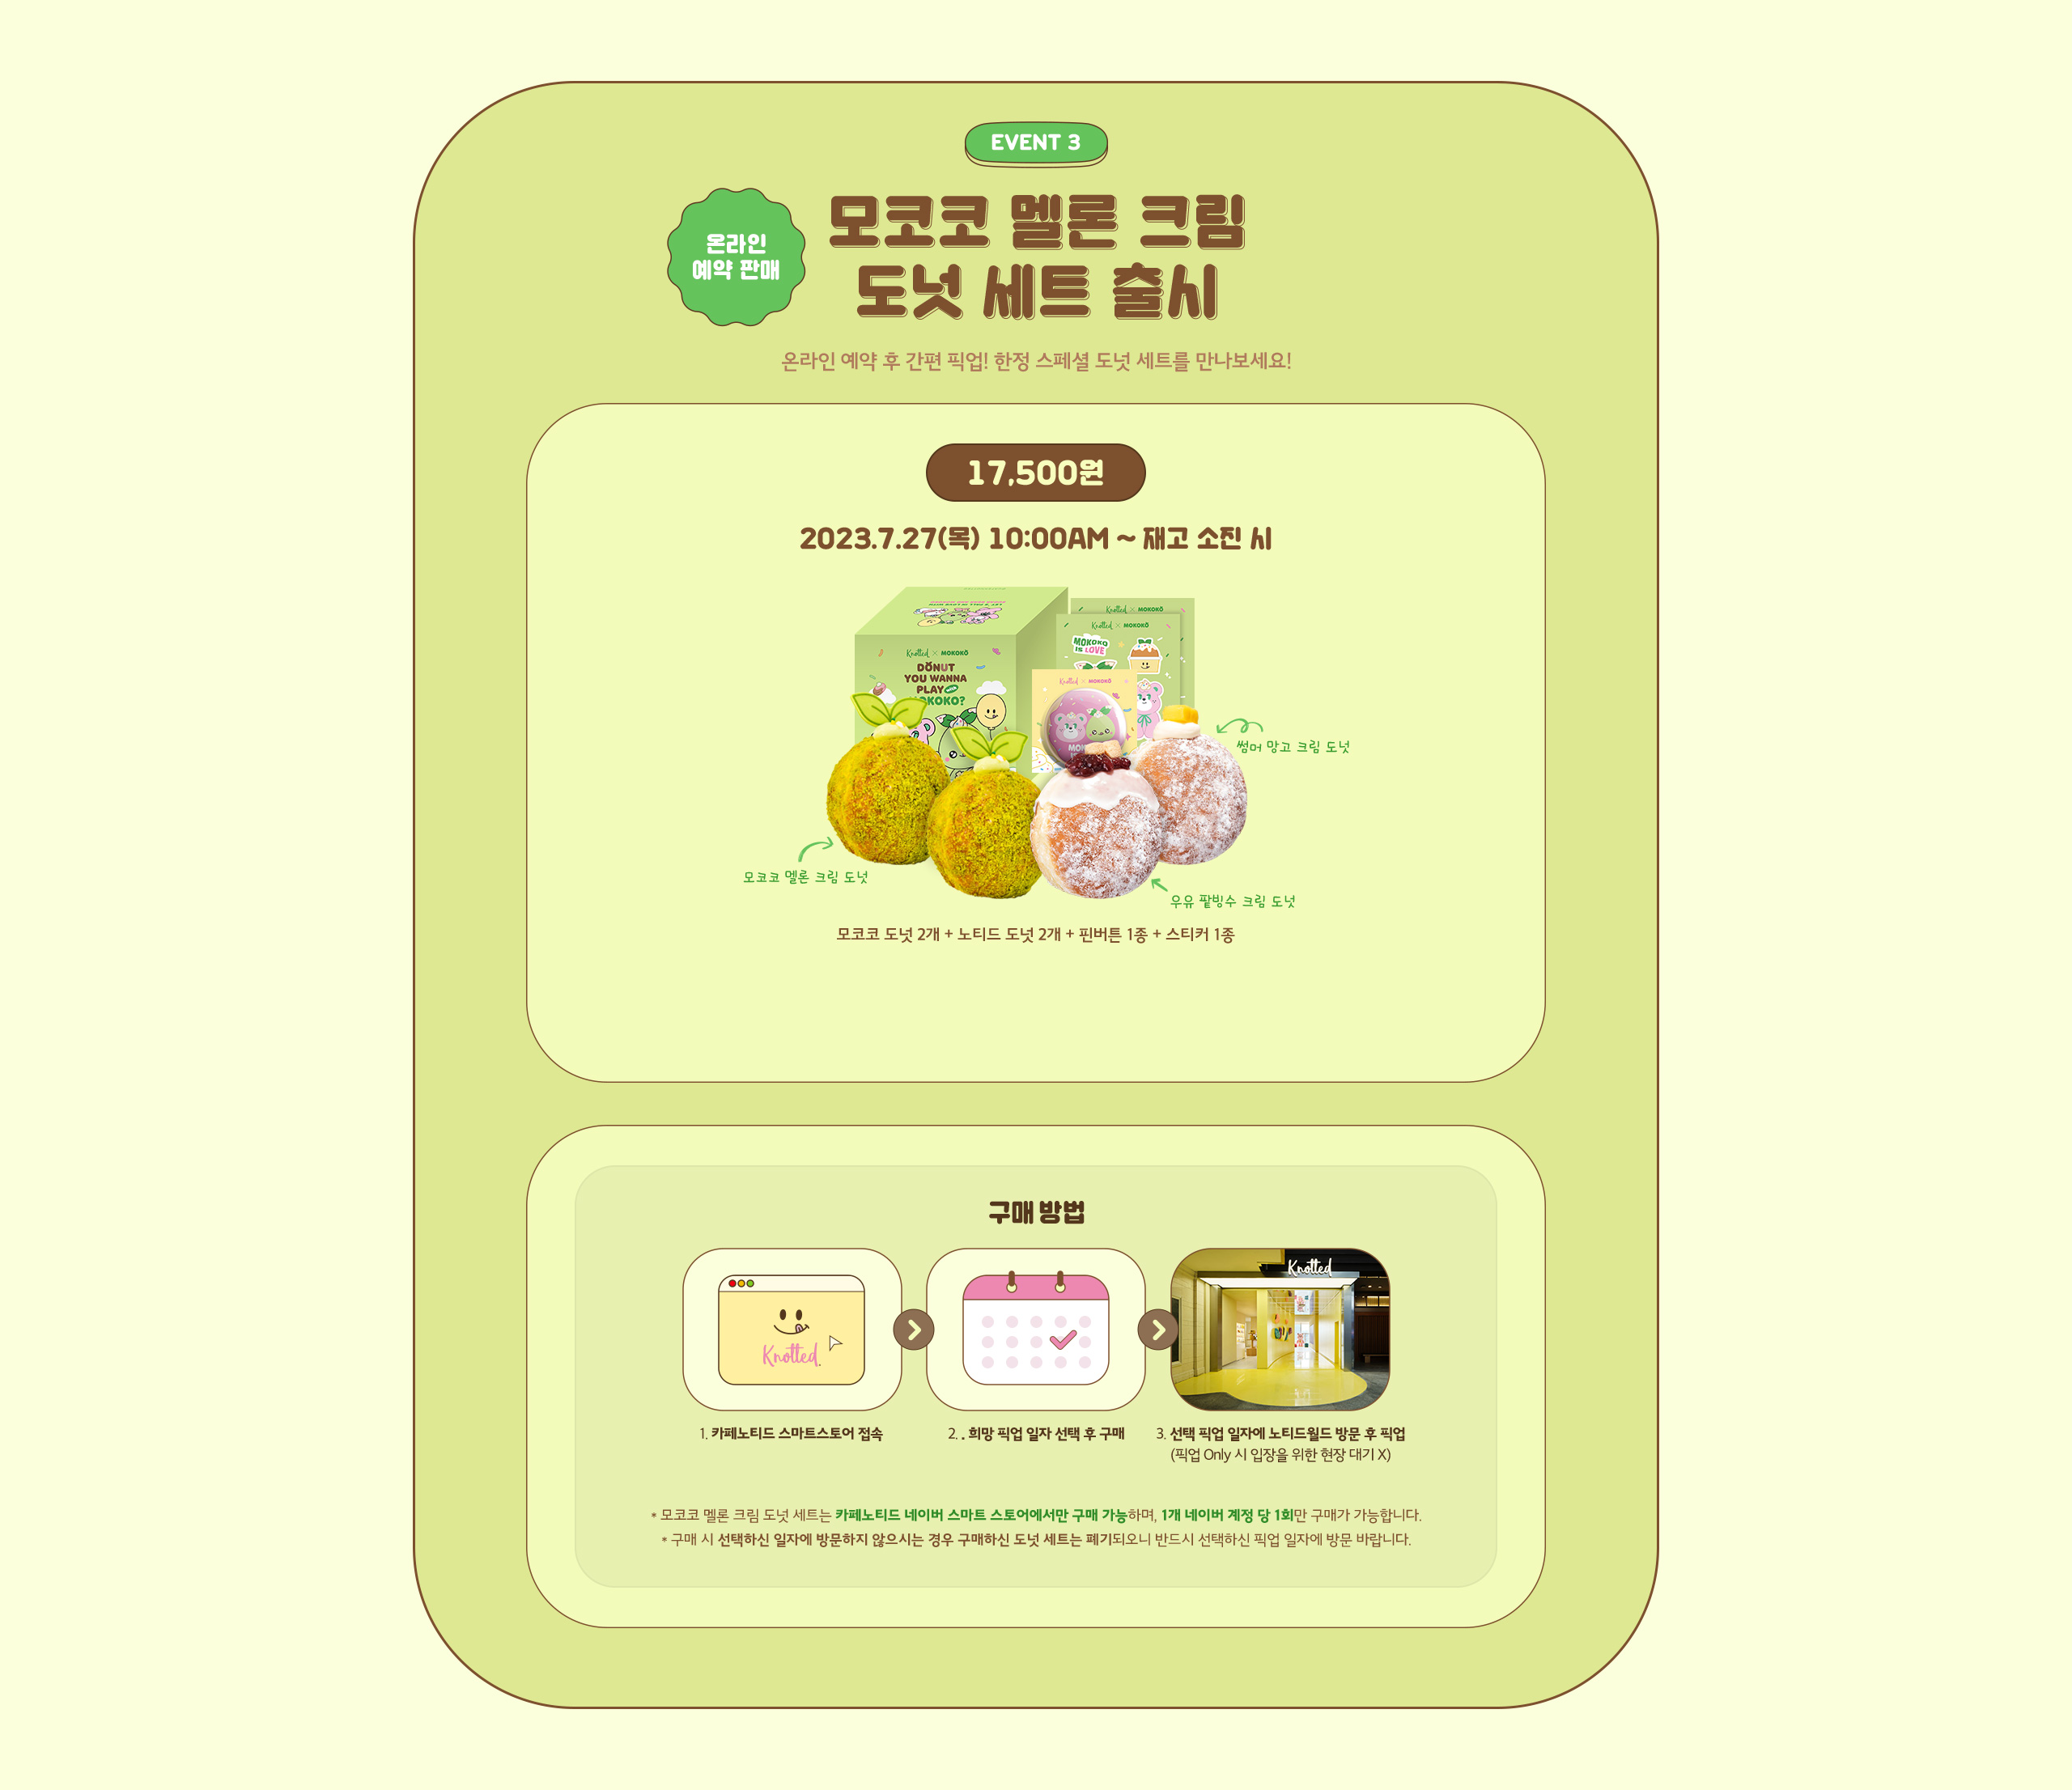 EVENT 3
온라인
예약 판매
모코코 멜론 크림
도넛 세트 출시
온라인 예약 후 간편 픽업! 한정 스페셜 도넛 세트를 만나보세요!
17,500원
2023.7.27(목) 10:00AM ~ 재고 소진 시
Knotted × MOKOKO
Knotted × MOKOKO
Knotted × MOKOKO
DONUT
YOU WANNA
PLAY
MOKOKO?
MOKOKO
IS LOVE
Knotted × MOKOKO
썸머 망고 크림 도넛
모코코 멜론 크림 도넛
우유 팥빙수 크림 도넛
모코코 도넛 2개 + 노티드 도넛 2개 + 핀버튼 1종 + 스티커 1종
구매 방법
Knotted.
Knotted
1. 카페노티드 스마트스토어 접속
2. . 희망 픽업 일자 선택 후 구매
3. 선택 픽업 일자에 노티드월드 방문 후 픽업
(픽업 Only 시 입장을 위한 현장 대기 X)
* 모코코 멜론 크림 도넛 세트는 카페노티드 네이버 스마트 스토어에서만 구매 가능하며, 1개 네이버 계정 당 1회만 구매가 가능합니다.
* 구매 시 선택하신 일자에 방문하지 않으시는 경우 구매하신 도넛 세트는 폐기되오니 반드시 선택하신 픽업 일자에 방문 바랍니다.